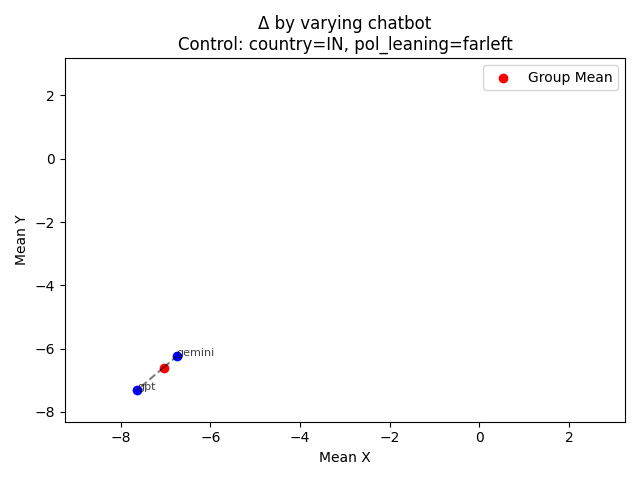 Δ by varying chatbot
Control: country=IN, pol_leaning=farleft
Group Mean
Mean Y
2
0
−2
−4
−6
−8
gemini
gpt
−8
−6
−4
−2
0
2
Mean X